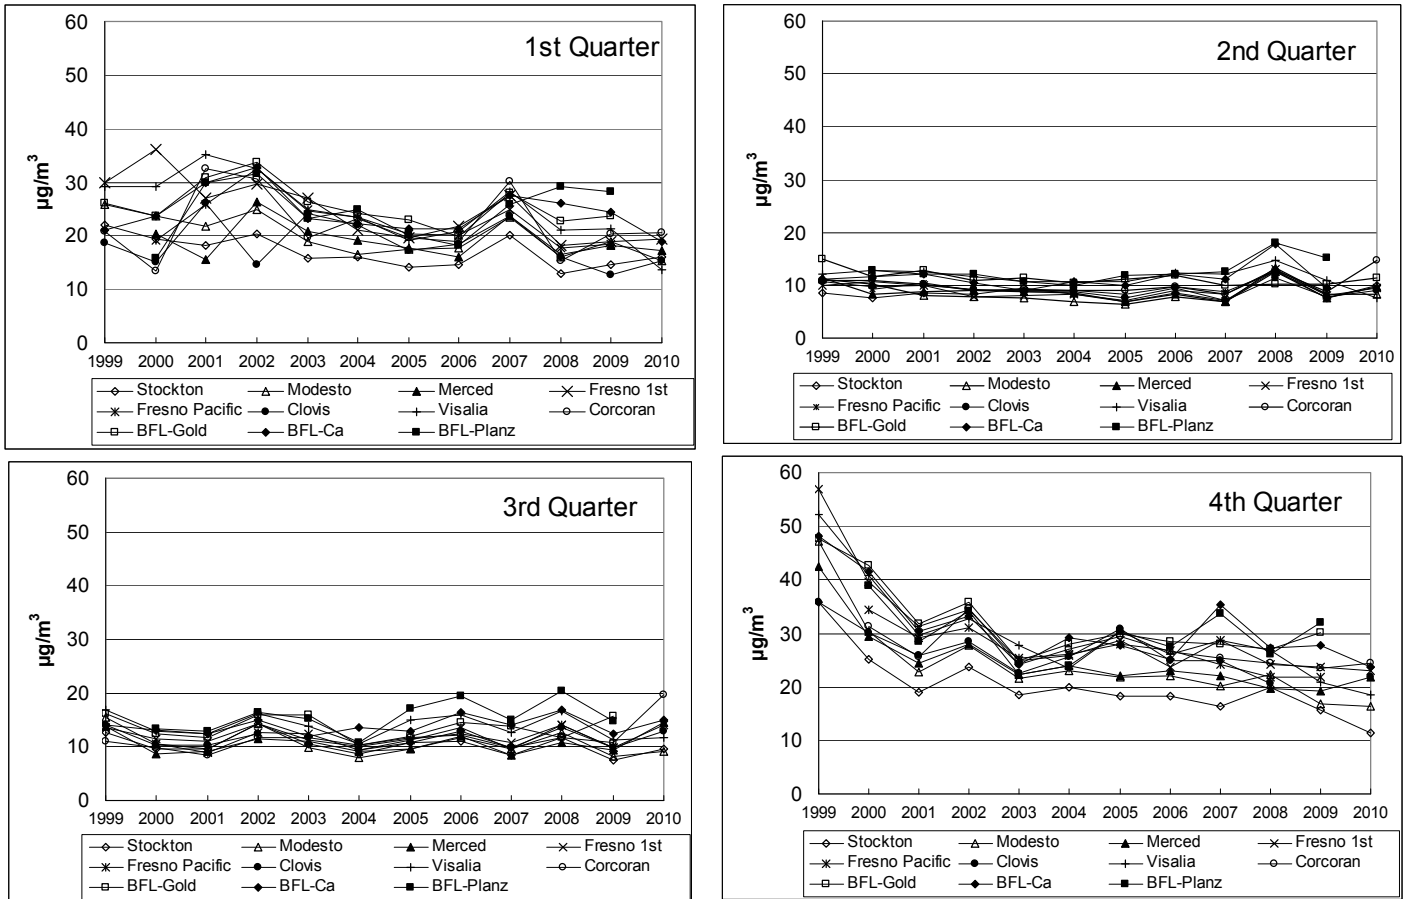 1st Quarter
µg/m³
60
50
40
30
20
10
0
1999 2000 2001 2002 2003 2004 2005 2006 2007 2008 2009 2010
Stockton Modesto Merced Fresno 1st
Fresno Pacific Clovis Visalia Corcoran
BFL-Gold BFL-Ca BFL-Planz
2nd Quarter
µg/m³
60
50
40
30
20
10
0
1999 2000 2001 2002 2003 2004 2005 2006 2007 2008 2009 2010
Stockton Modesto Merced Fresno 1st
Fresno Pacific Clovis Visalia Corcoran
BFL-Gold BFL-Ca BFL-Planz
3rd Quarter
µg/m³
60
50
40
30
20
10
0
1999 2000 2001 2002 2003 2004 2005 2006 2007 2008 2009 2010
Stockton Modesto Merced Fresno 1st
Fresno Pacific Clovis Visalia Corcoran
BFL-Gold BFL-Ca BFL-Planz
4th Quarter
µg/m³
60
50
40
30
20
10
0
1999 2000 2001 2002 2003 2004 2005 2006 2007 2008 2009 2010
Stockton Modesto Merced Fresno 1st
Fresno Pacific Clovis Visalia Corcoran
BFL-Gold BFL-Ca BFL-Planz